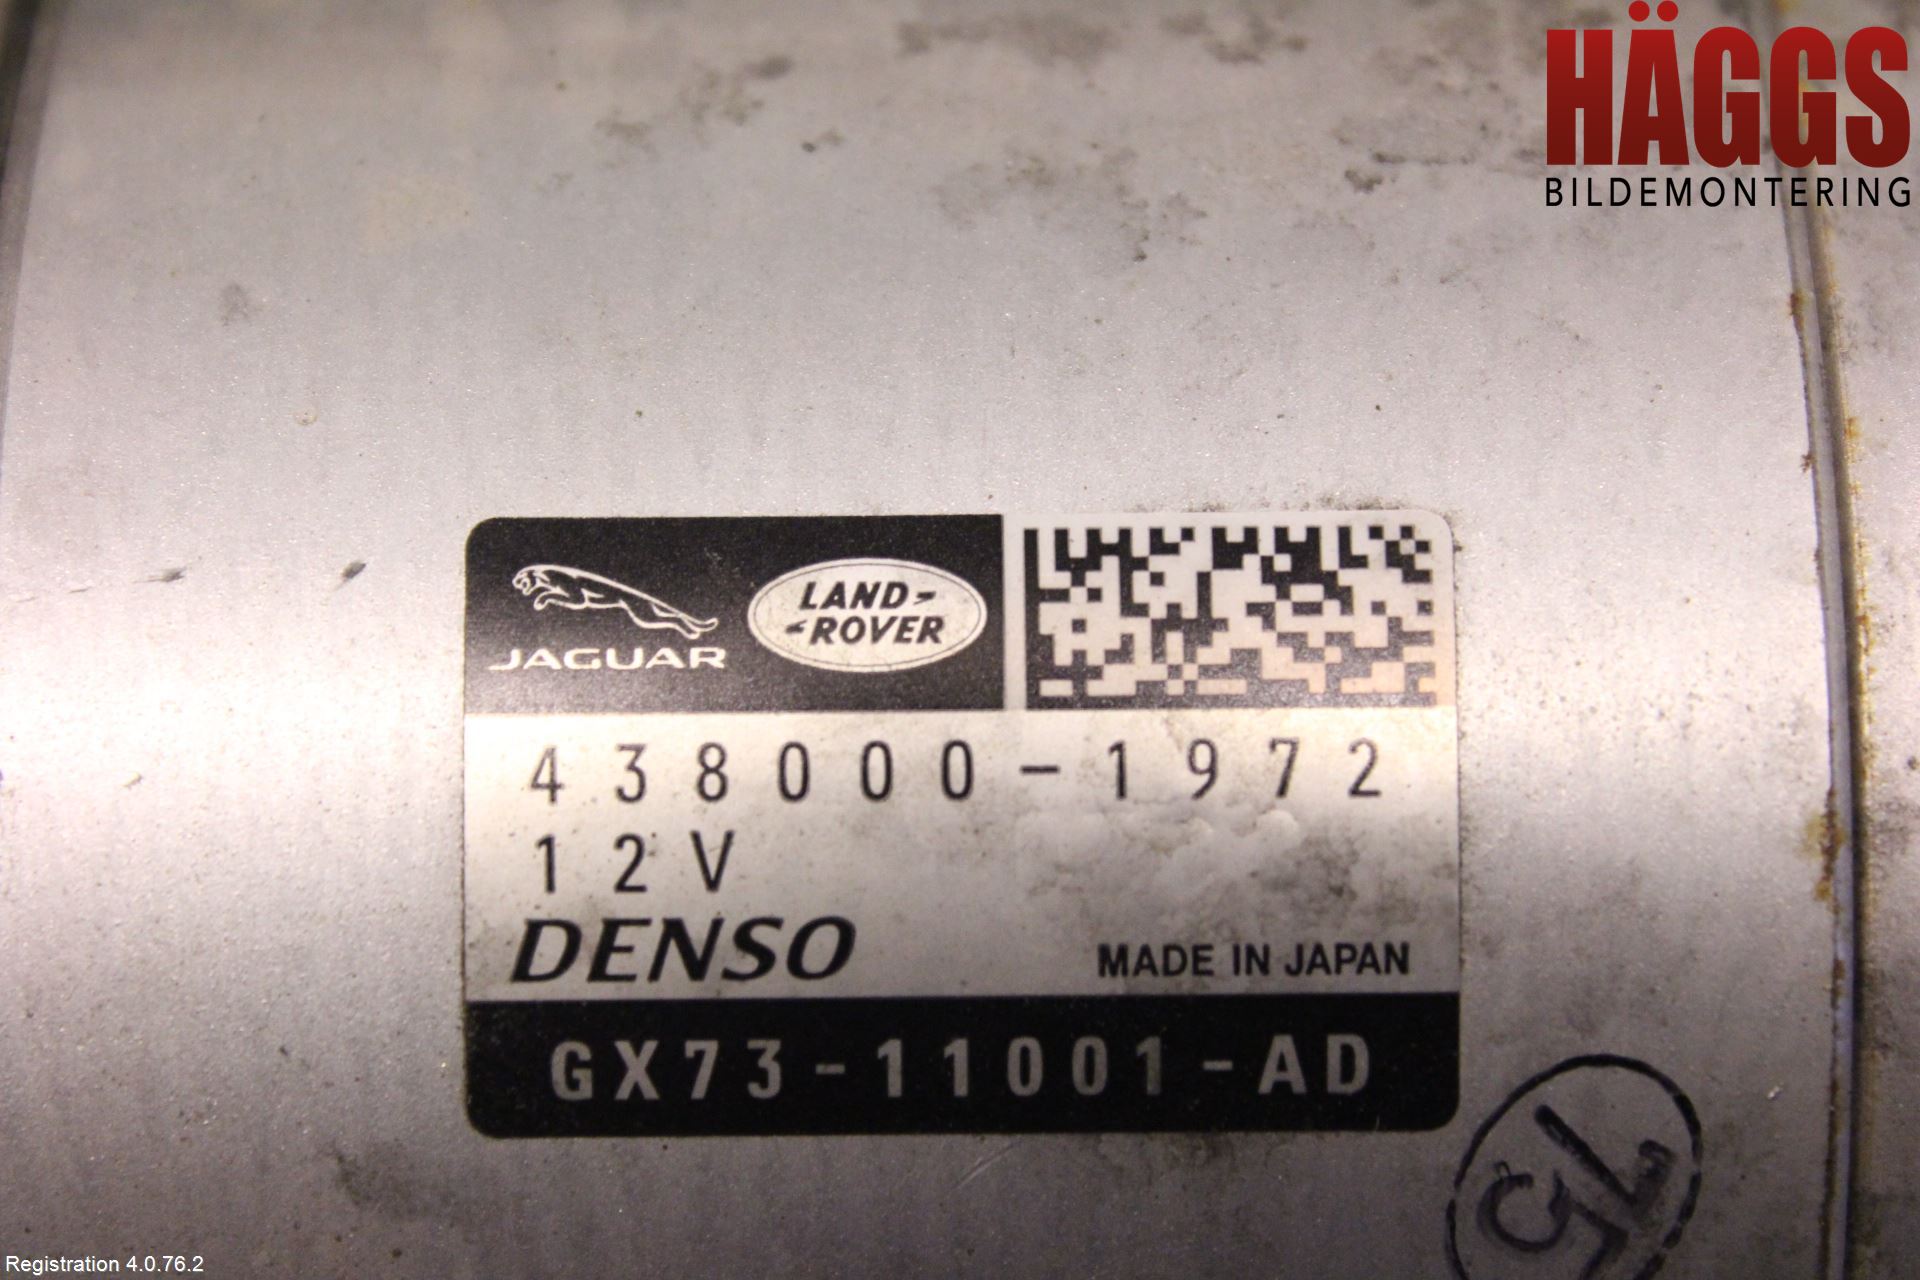 HÄGGS
BILDEMONTERING
JAGUAR
LAND-
-ROVER
438000-1972
12V
DENSO
MADE IN JAPAN
GX73-11001-AD
75
Registration 4.0.76.2